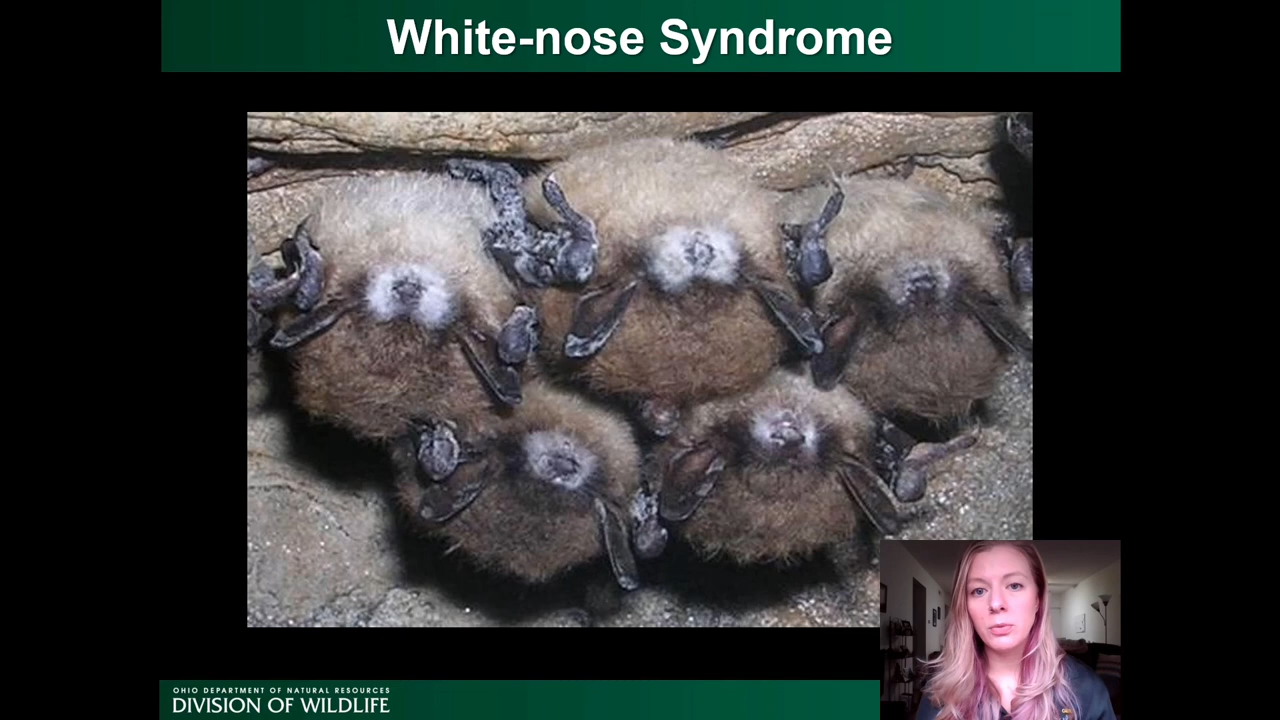 White-nose Syndrome
OHIO DEPARTMENT OF NATURAL RESOURCES
DIVISION OF WILDLIFE